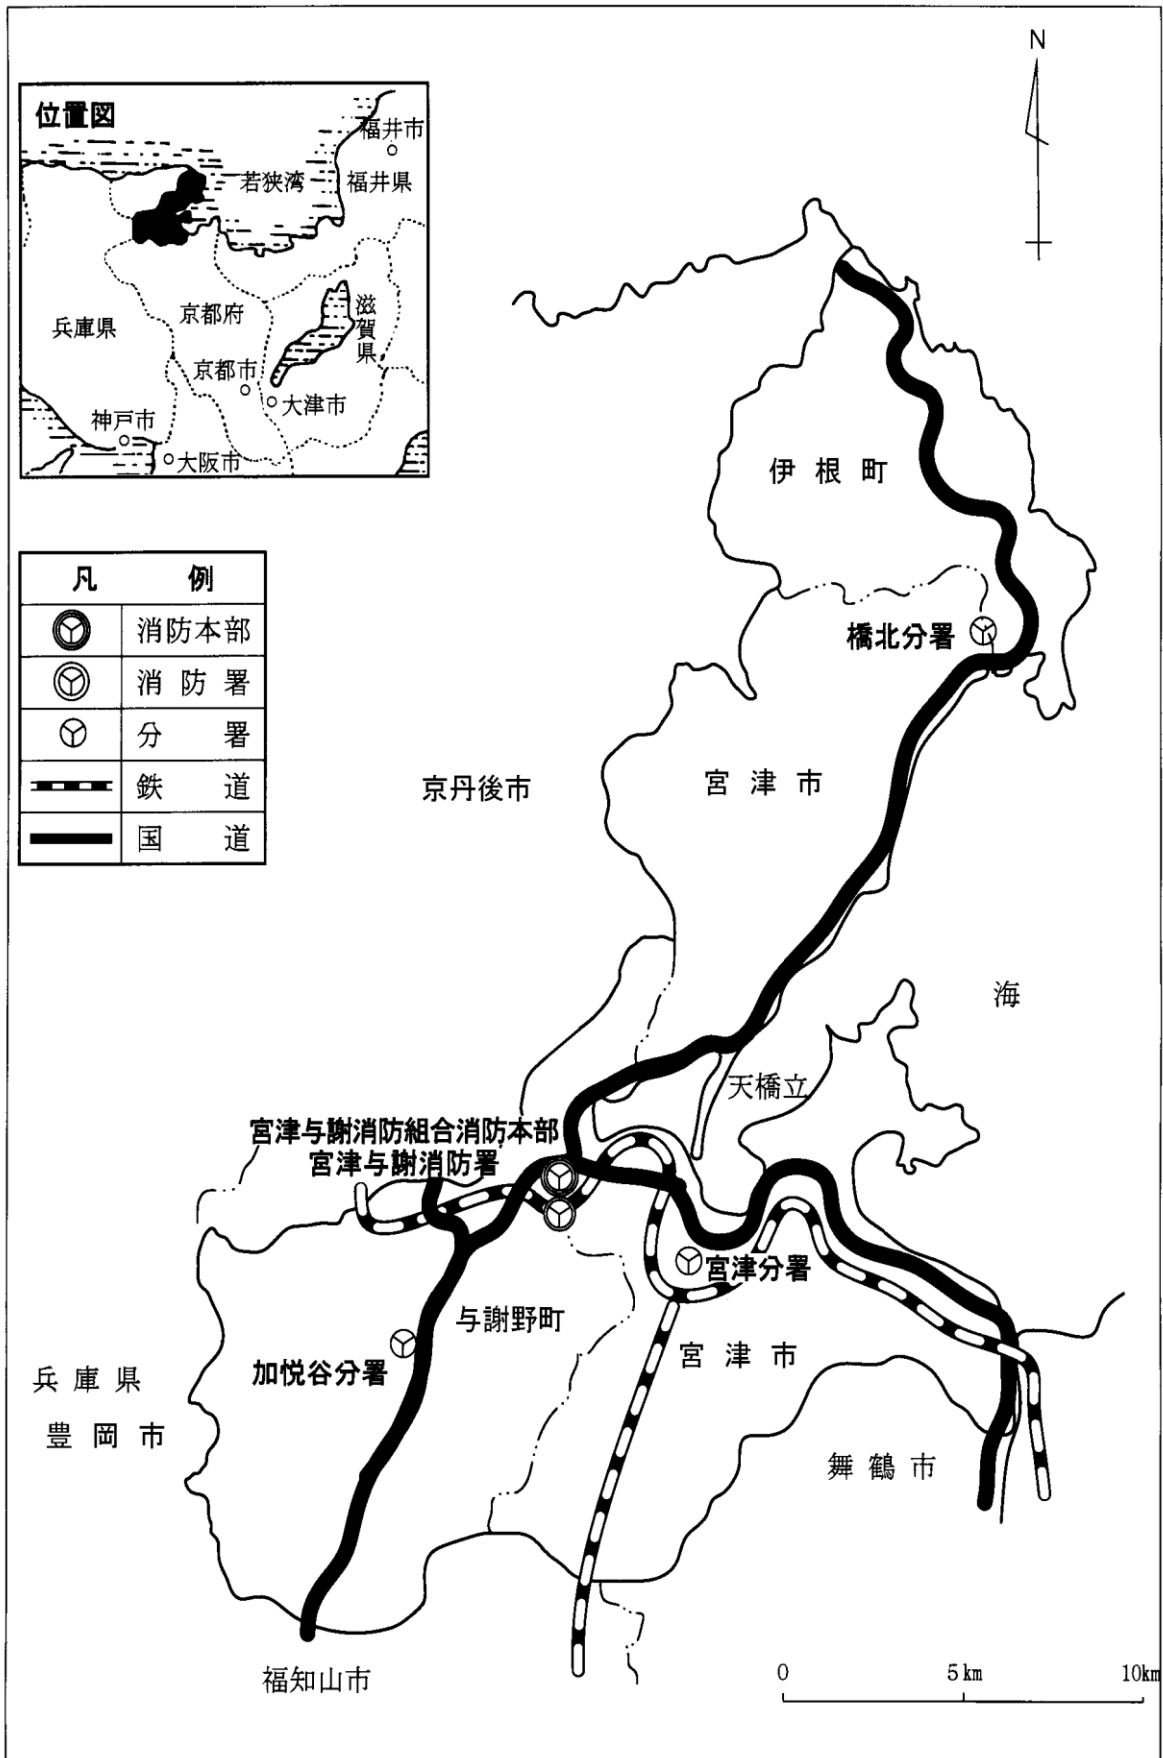 N
位置図
福井市
若狭湾
福井県
兵庫県
京都府
滋賀県
京都市
大津市
神戸市
大阪市
凡 例
消防本部
消 防 署
分 署
鉄 道
国 道
伊 根 町
橋北分署
京丹後市
宮 津 市
海
天橋立
宮津与謝消防組合消防本部
宮津与謝消防署
宮津分署
与謝野町
宮 津 市
加悦谷分署
兵 庫 県
豊 岡 市
舞 鶴 市
福知山市
0 5km 10km